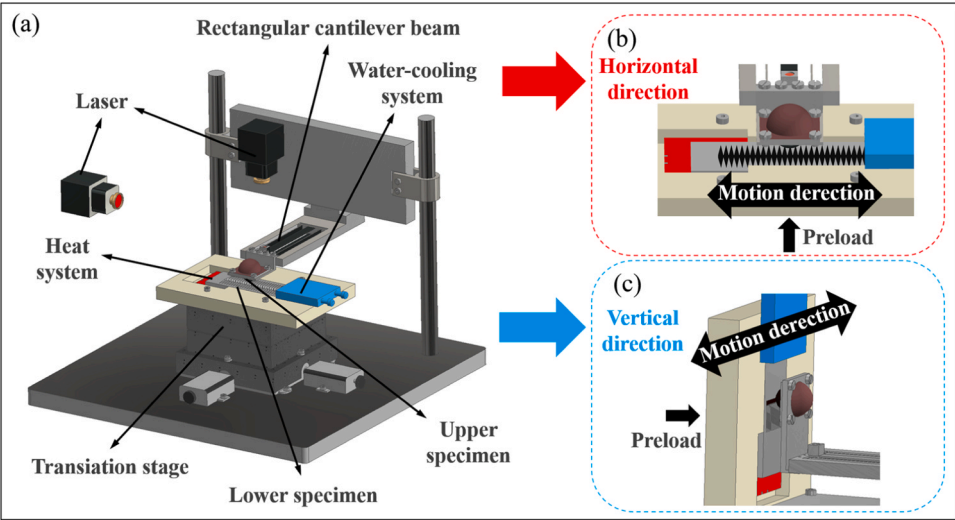 (a)
Rectangular cantilever beam
Water-cooling
system
Laser
Heat
system
Transiation stage
Lower specimen
Upper
specimen
(b)
Horizontal
direction
Motion derection
Preload
(c)
Vertical
direction
Motion derection
Preload